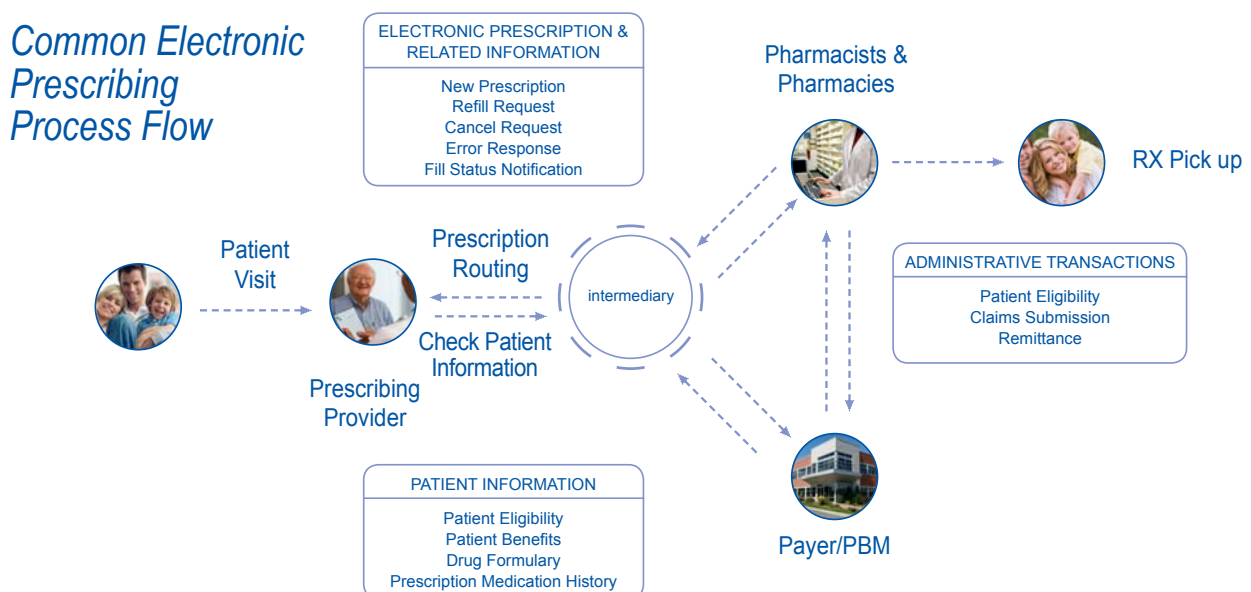 Common Electronic
Prescribing
Process Flow
ELECTRONIC PRESCRIPTION &
RELATED INFORMATION
New Prescription
Refill Request
Cancel Request
Error Response
Fill Status Notification
Pharmacists &
Pharmacies
RX Pick up
Patient
Visit
Prescription
Routing
intermediary
Check Patient
Information
Prescribing
Provider
ADMINISTRATIVE TRANSACTIONS
Patient Eligibility
Claims Submission
Remittance
PATIENT INFORMATION
Patient Eligibility
Patient Benefits
Drug Formulary
Prescription Medication History
Payer/PBM